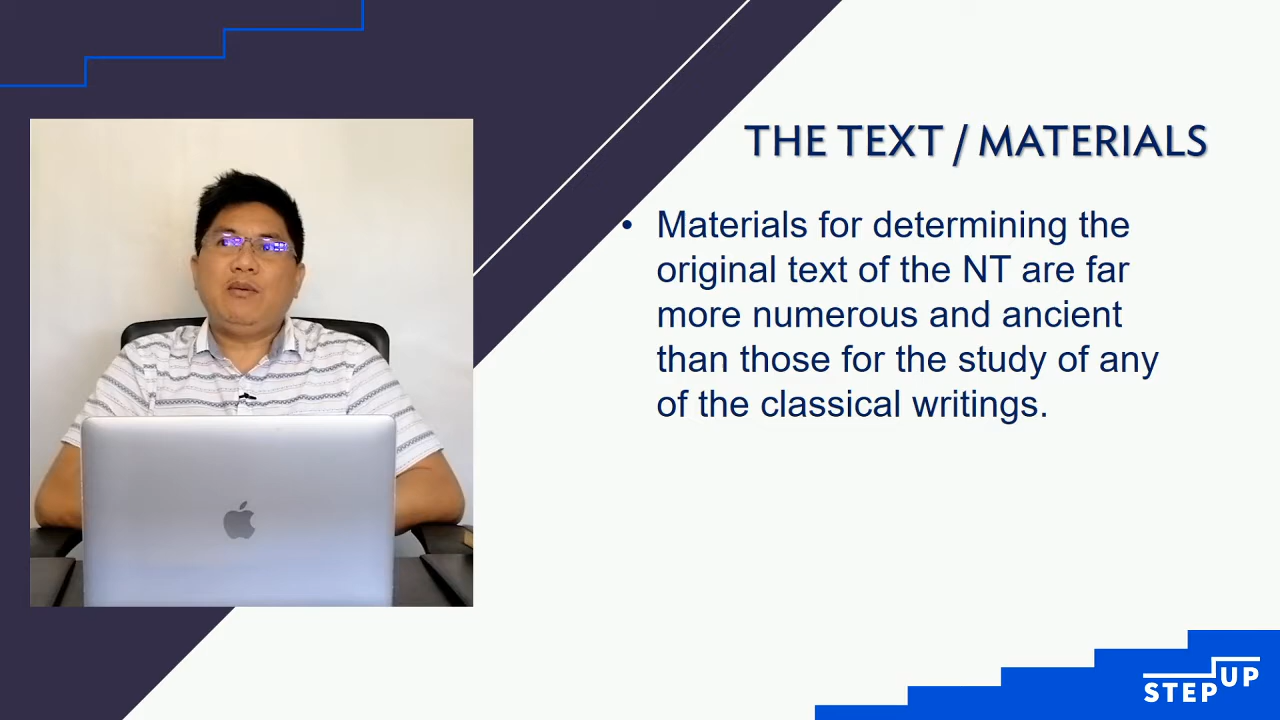 THE TEXT / MATERIALS
• Materials for determining the
original text of the NT are far
more numerous and ancient
than those for the study of any
of the classical writings.
STEP UP